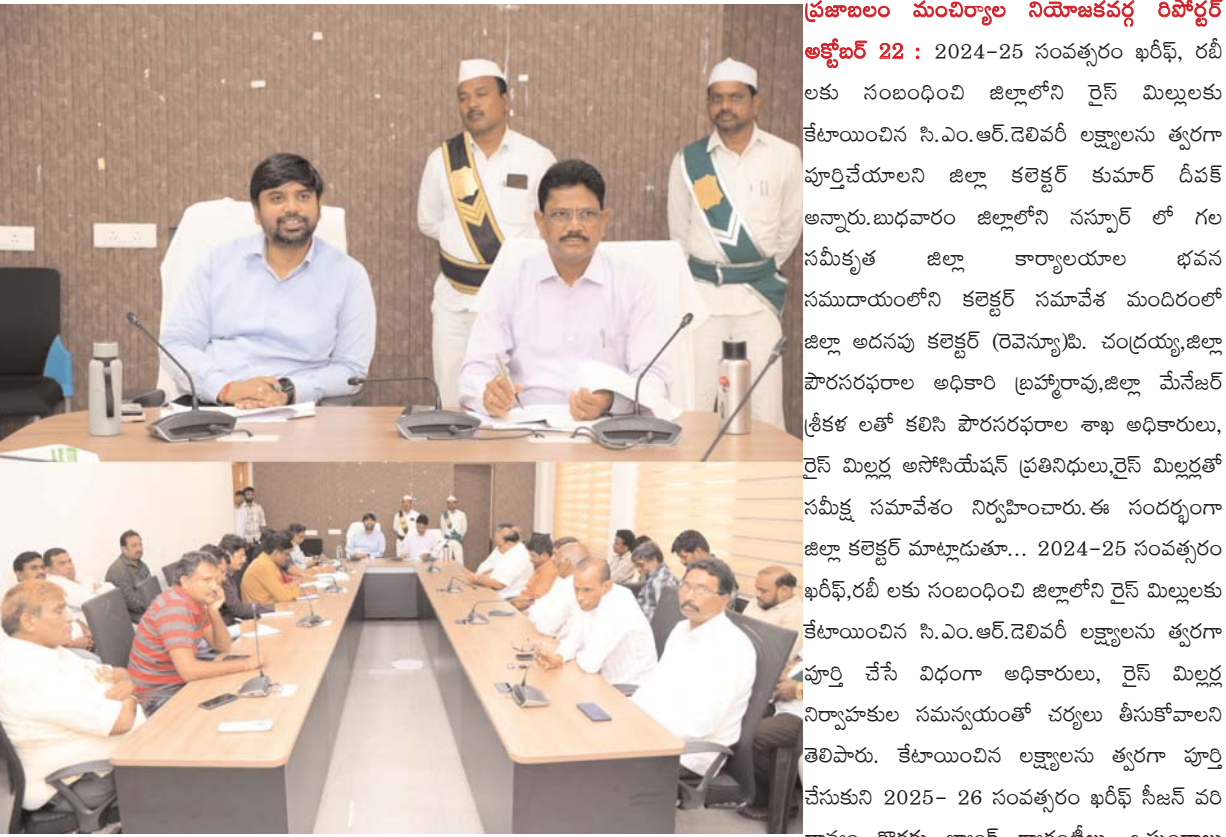 ప్రజాబలం మంచిర్యాల నియోజకవర్గ రిపోర్టర్
అక్టోబర్ 22 : 2024-25 సంవత్సరం ఖరీఫ్, రబీ
లకు సంబంధించి జిల్లాలోని రైస్ మిల్లులకు
కేటాయించిన సి.ఎం.ఆర్.డెలివరీ లక్ష్యాలను త్వరగా
పూర్తిచేయాలని జిల్లా కలెక్టర్ కుమార్ దీపక్
అన్నారు.బుధవారం జిల్లాలోని నస్పూర్ లో గల
సమీకృత జిల్లా కార్యాలయాల భవన
సముదాయంలోని కలెక్టర్ సమావేశ మందిరంలో
జిల్లా అదనపు కలెక్టర్ (రెవెన్యూ)పి. చంద్రయ్య,జిల్లా
పౌరసరఫరాల అధికారి బ్రహ్మారావు,జిల్లా మేనేజర్
శ్రీకళ లతో కలిసి పౌరసరఫరాల శాఖ అధికారులు,
రైస్ మిల్లర్ల అసోసియేషన్ ప్రతినిధులు,రైస్ మిల్లర్లతో
సమీక్ష సమావేశం నిర్వహించారు.ఈ సందర్భంగా
జిల్లా కలెక్టర్ మాట్లాడుతూ... 2024-25 సంవత్సరం
ఖరీఫ్,రబీ లకు సంబంధించి జిల్లాలోని రైస్ మిల్లులకు
కేటాయించిన సి.ఎం.ఆర్.డెలివరీ లక్ష్యాలను త్వరగా
పూర్తి చేసే విధంగా అధికారులు, రైస్ మిల్లర్ల
నిర్వాహకుల సమన్వయంతో చర్యలు తీసుకోవాలని
తెలిపారు. కేటాయించిన లక్ష్యాలను త్వరగా పూర్తి
చేసుకుని 2025- 26 సంవత్సరం ఖరీఫ్ సీజన్ వరి